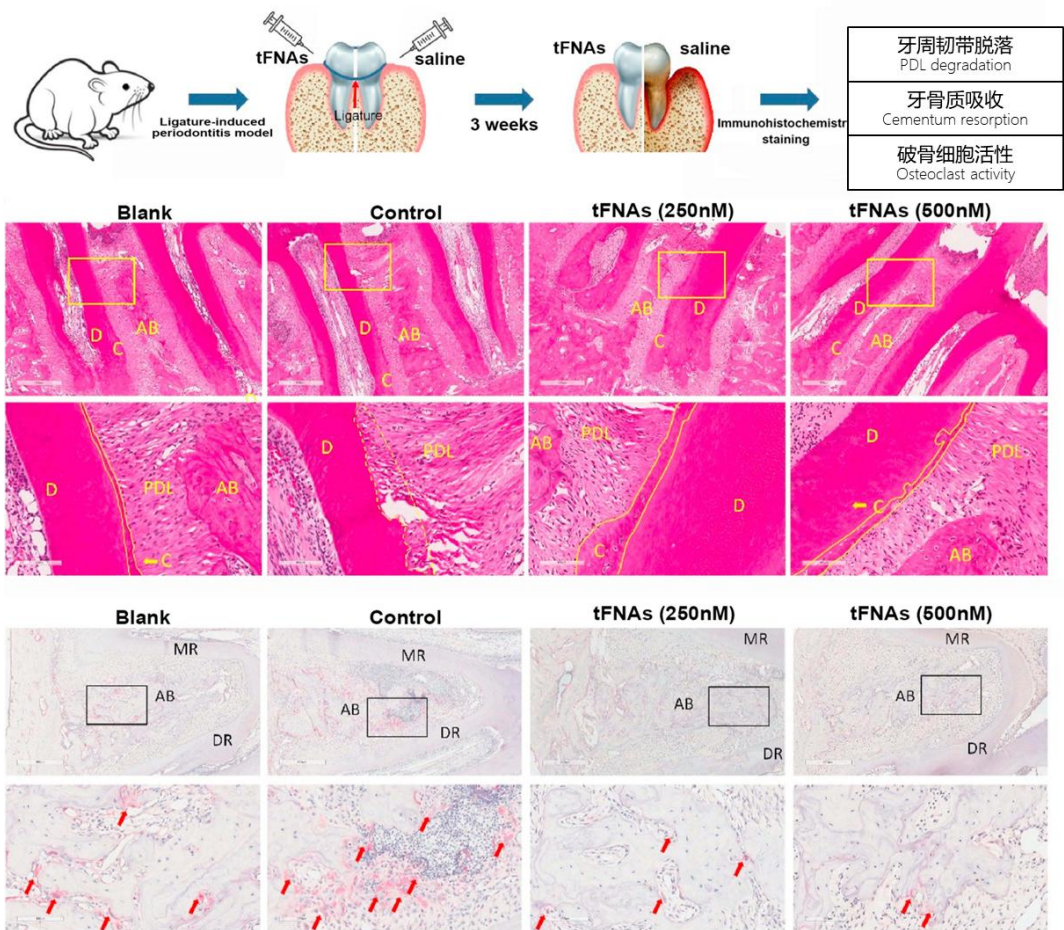 tFNAs
saline
Ligature-induced
periodontitis model
Ligature
3 weeks
tFNAs
saline
Immunohistochemistr
staining
牙周韧带脱落
PDL degradation
牙骨质吸收
Cementum resorption
破骨细胞活性
Osteoclast activity
Blank
Control
tFNAs (250nM)
tFNAs (500nM)
D
C
AB
D
C
AB
AB
D
C
D
C
AB
D
PDL
AB
C
D
PDL
AB
PDL
C
D
D
C
PDL
AB
Blank
Control
tFNAs (250nM)
tFNAs (500nM)
MR
AB
DR
MR
AB
DR
MR
AB
DR
MR
AB
DR